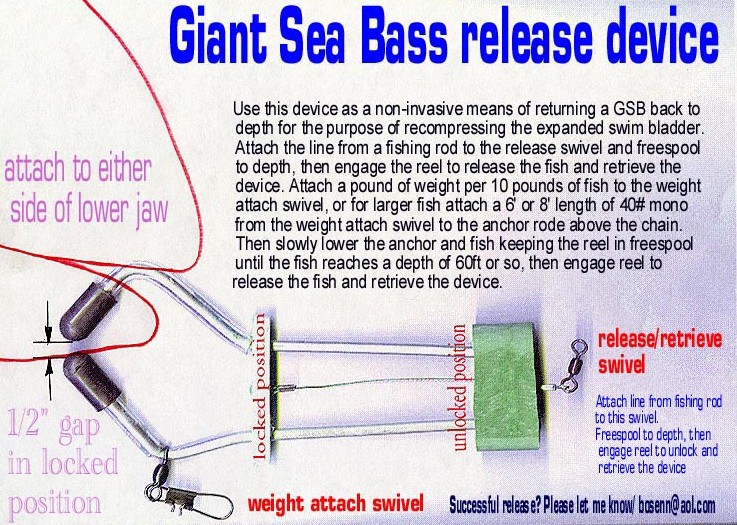 Giant Sea Bass release device
Use this device as a non-invasive means of returning a GSB back to
depth for the purpose of recompressing the expanded swim bladder.
Attach the line from a fishing rod to the release swivel and freespool
to depth, then engage the reel to release the fish and retrieve the
device. Attach a pound of weight per 10 pounds of fish to the weight
attach swivel, or for larger fish attach a 6' or 8' length of 40# mono
from the weight attach swivel to the anchor rode above the chain.
Then slowly lower the anchor and fish keeping the reel in freespool
until the fish reaches a depth of 60ft or so, then engage reel to
release the fish and retrieve the device.
attach to either
side of lower jaw
locked position
unlocked position
release/retrieve
swivel
Attach line from fishing rod
to this swivel.
Freespool to depth, then
engage reel to unlock and
retrieve the device
1/2" gap
in locked
position
weight attach swivel
Successful release? Please let me know/ bosenn@aol.com